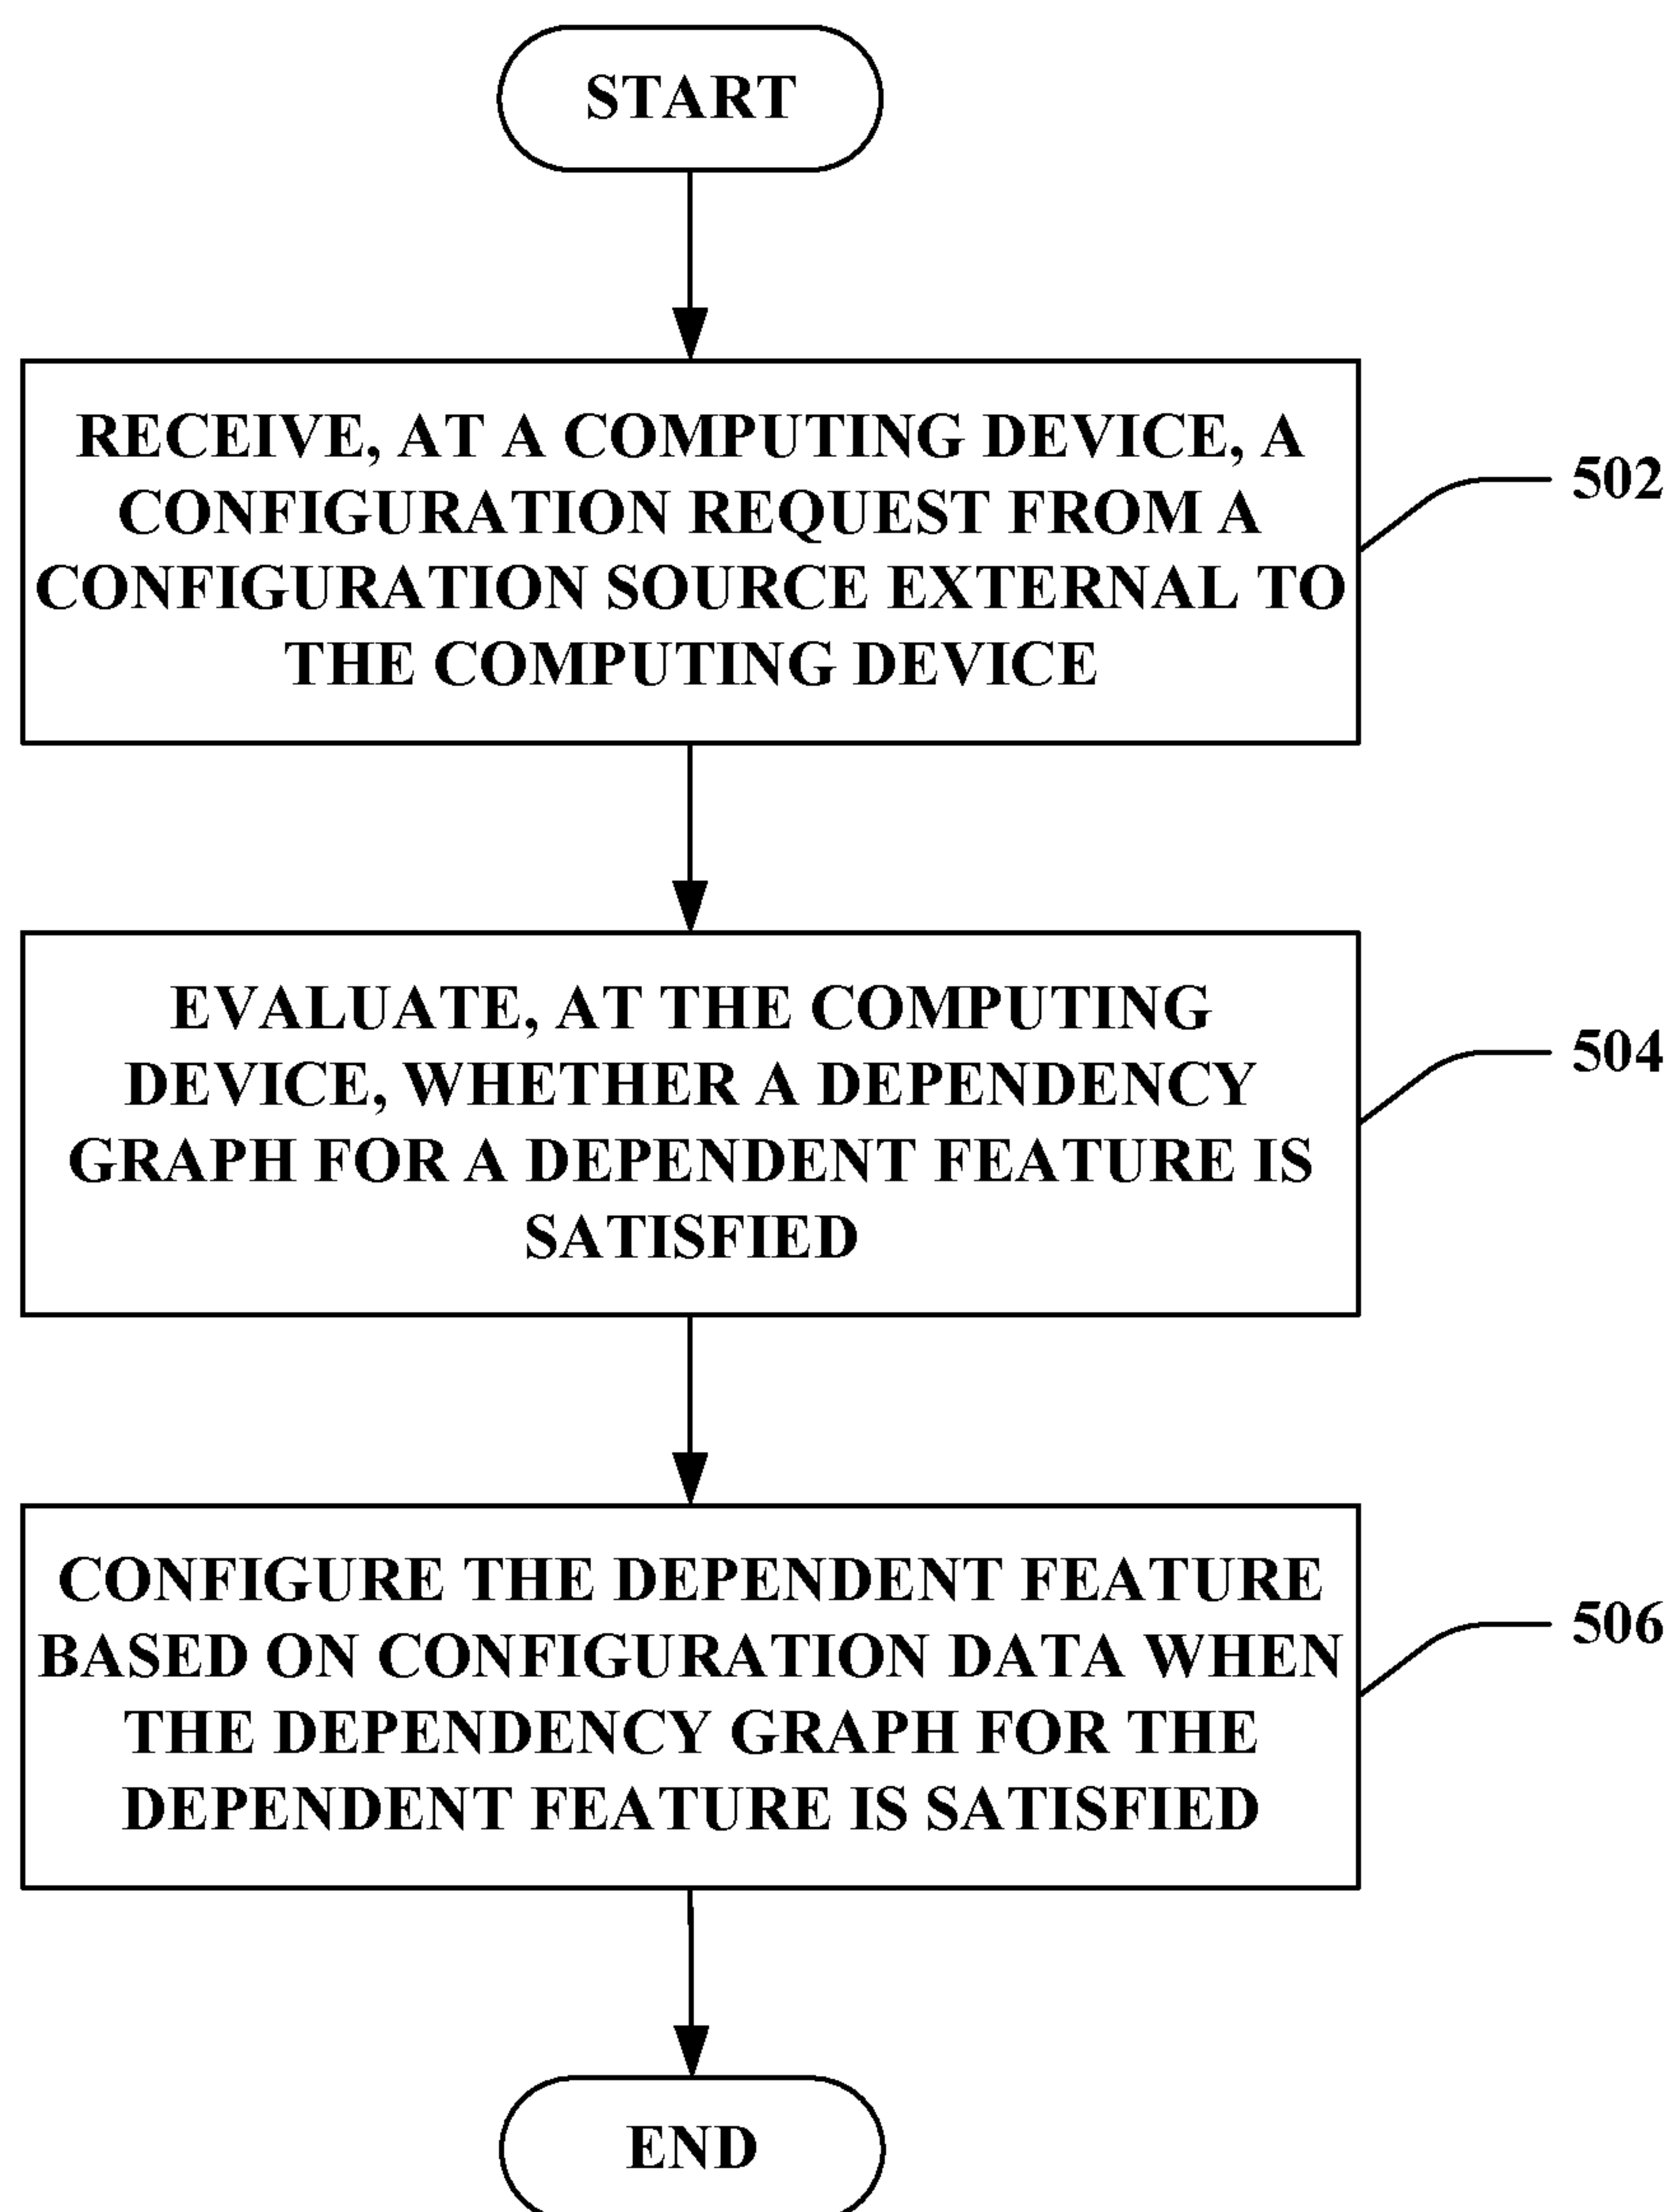 START
RECEIVE, AT A COMPUTING DEVICE, A
CONFIGURATION REQUEST FROM A
CONFIGURATION SOURCE EXTERNAL TO
THE COMPUTING DEVICE
502
EVALUATE, AT THE COMPUTING
DEVICE, WHETHER A DEPENDENCY
GRAPH FOR A DEPENDENT FEATURE IS
SATISFIED
504
CONFIGURE THE DEPENDENT FEATURE
BASED ON CONFIGURATION DATA WHEN
THE DEPENDENCY GRAPH FOR THE
DEPENDENT FEATURE IS SATISFIED
506
END